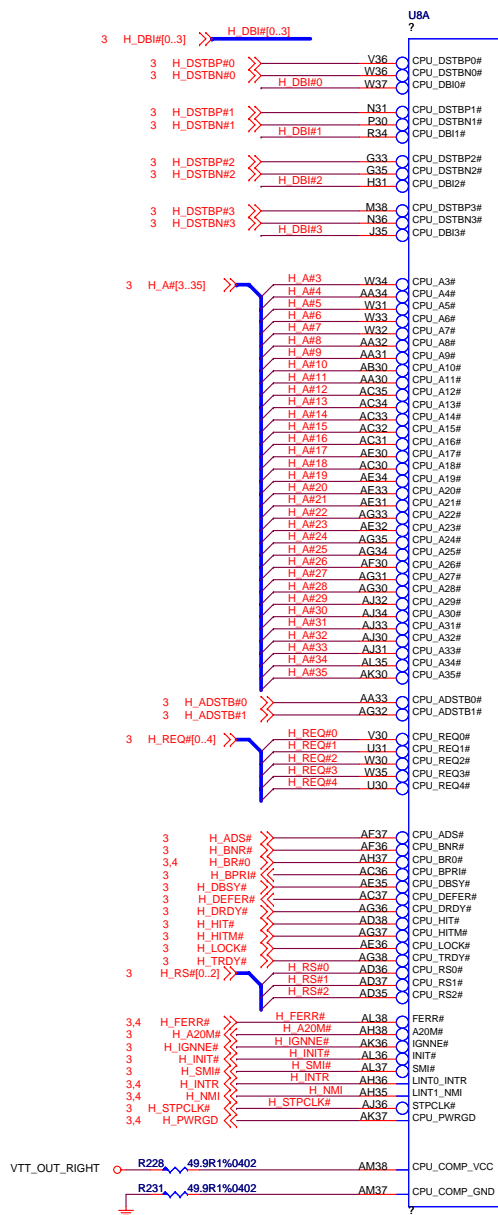 U8A
?
3 H_DBI#[0..3] H_DBI#[0..3]
3 H_DSTBP#0 V36 CPU_DSTBP0#
3 H_DSTBN#0 W36 CPU_DSTBN0#
H_DBI#0 W37 CPU_DBI0#
3 H_DSTBP#1 N31 CPU_DSTBP1#
3 H_DSTBN#1 P30 CPU_DSTBN1#
H_DBI#1 R34 CPU_DBI1#
3 H_DSTBP#2 G33 CPU_DSTBP2#
3 H_DSTBN#2 G35 CPU_DSTBN2#
H_DBI#2 H31 CPU_DBI2#
3 H_DSTBP#3 M38 CPU_DSTBP3#
3 H_DSTBN#3 N36 CPU_DSTBN3#
H_DBI#3 J35 CPU_DBI3#
3 H_A#[3..35] H_A#3 W34 CPU_A3#
H_A#4 AA34 CPU_A4#
H_A#5 W31 CPU_A5#
H_A#6 W33 CPU_A6#
H_A#7 W32 CPU_A7#
H_A#8 AA32 CPU_A8#
H_A#9 AA31 CPU_A9#
H_A#10 AB30 CPU_A10#
H_A#11 AA30 CPU_A11#
H_A#12 AC35 CPU_A12#
H_A#13 AC34 CPU_A13#
H_A#14 AC33 CPU_A14#
H_A#15 AC32 CPU_A15#
H_A#16 AC31 CPU_A16#
H_A#17 AE30 CPU_A17#
H_A#18 AC30 CPU_A18#
H_A#19 AE34 CPU_A19#
H_A#20 AE33 CPU_A20#
H_A#21 AE31 CPU_A21#
H_A#22 AG33 CPU_A22#
H_A#23 AE32 CPU_A23#
H_A#24 AG35 CPU_A24#
H_A#25 AG34 CPU_A25#
H_A#26 AF30 CPU_A26#
H_A#27 AG31 CPU_A27#
H_A#28 AG30 CPU_A28#
H_A#29 AJ32 CPU_A29#
H_A#30 AJ34 CPU_A30#
H_A#31 AJ33 CPU_A31#
H_A#32 AJ30 CPU_A32#
H_A#33 AJ31 CPU_A33#
H_A#34 AL35 CPU_A34#
H_A#35 AK30 CPU_A35#
3 H_ADSTB#0 AA33 CPU_ADSTB0#
3 H_ADSTB#1 AG32 CPU_ADSTB1#
3 H_REQ#[0..4] H_REQ#0 V30 CPU_REQ0#
H_REQ#1 U31 CPU_REQ1#
H_REQ#2 W30 CPU_REQ2#
H_REQ#3 W35 CPU_REQ3#
H_REQ#4 U30 CPU_REQ4#
3 H_ADS# AF37 CPU_ADS#
3 H_BNR# AF36 CPU_BNR#
3,4 H_BR#0 AH37 CPU_BR0#
3 H_BPRI# AC36 CPU_BPRI#
3 H_DBSY# AE35 CPU_DBSY#
3 H_DEFER# AC37 CPU_DEFER#
3 H_DRDY# AG36 CPU_DRDY#
3 H_HIT# AD38 CPU_HIT#
3 H_HITM# AG37 CPU_HITM#
3 H_LOCK# AE36 CPU_LOCK#
3 H_TRDY# AG38 CPU_TRDY#
3 H_RS#[0..2] H_RS#0 AD36 CPU_RS0#
H_RS#1 AD37 CPU_RS1#
H_RS#2 AD35 CPU_RS2#
3,4 H_FERR# H_FERR# AL38 FERR#
3 H_A20M# H_A20M# AH38 A20M#
3 H_IGNNE# H_IGNNE# AK36 IGNNE#
3 H_INIT# H_INIT# AL36 INIT#
3 H_SMI# H_SMI# AL37 SMI#
3,4 H_INTR H_INTR AH36 LINT0_INTR
3,4 H_NMI H_NMI AH35 LINT1_NMI
3 H_STPCLK# H_STPCLK# AJ36 STPCLK#
3,4 H_PWRGD AK37 CPU_PWRGD
VTT_OUT_RIGHT R228 49.9R1%0402 AM38 CPU_COMP_VCC
R231 49.9R1%0402 AM37 CPU_COMP_GND
?